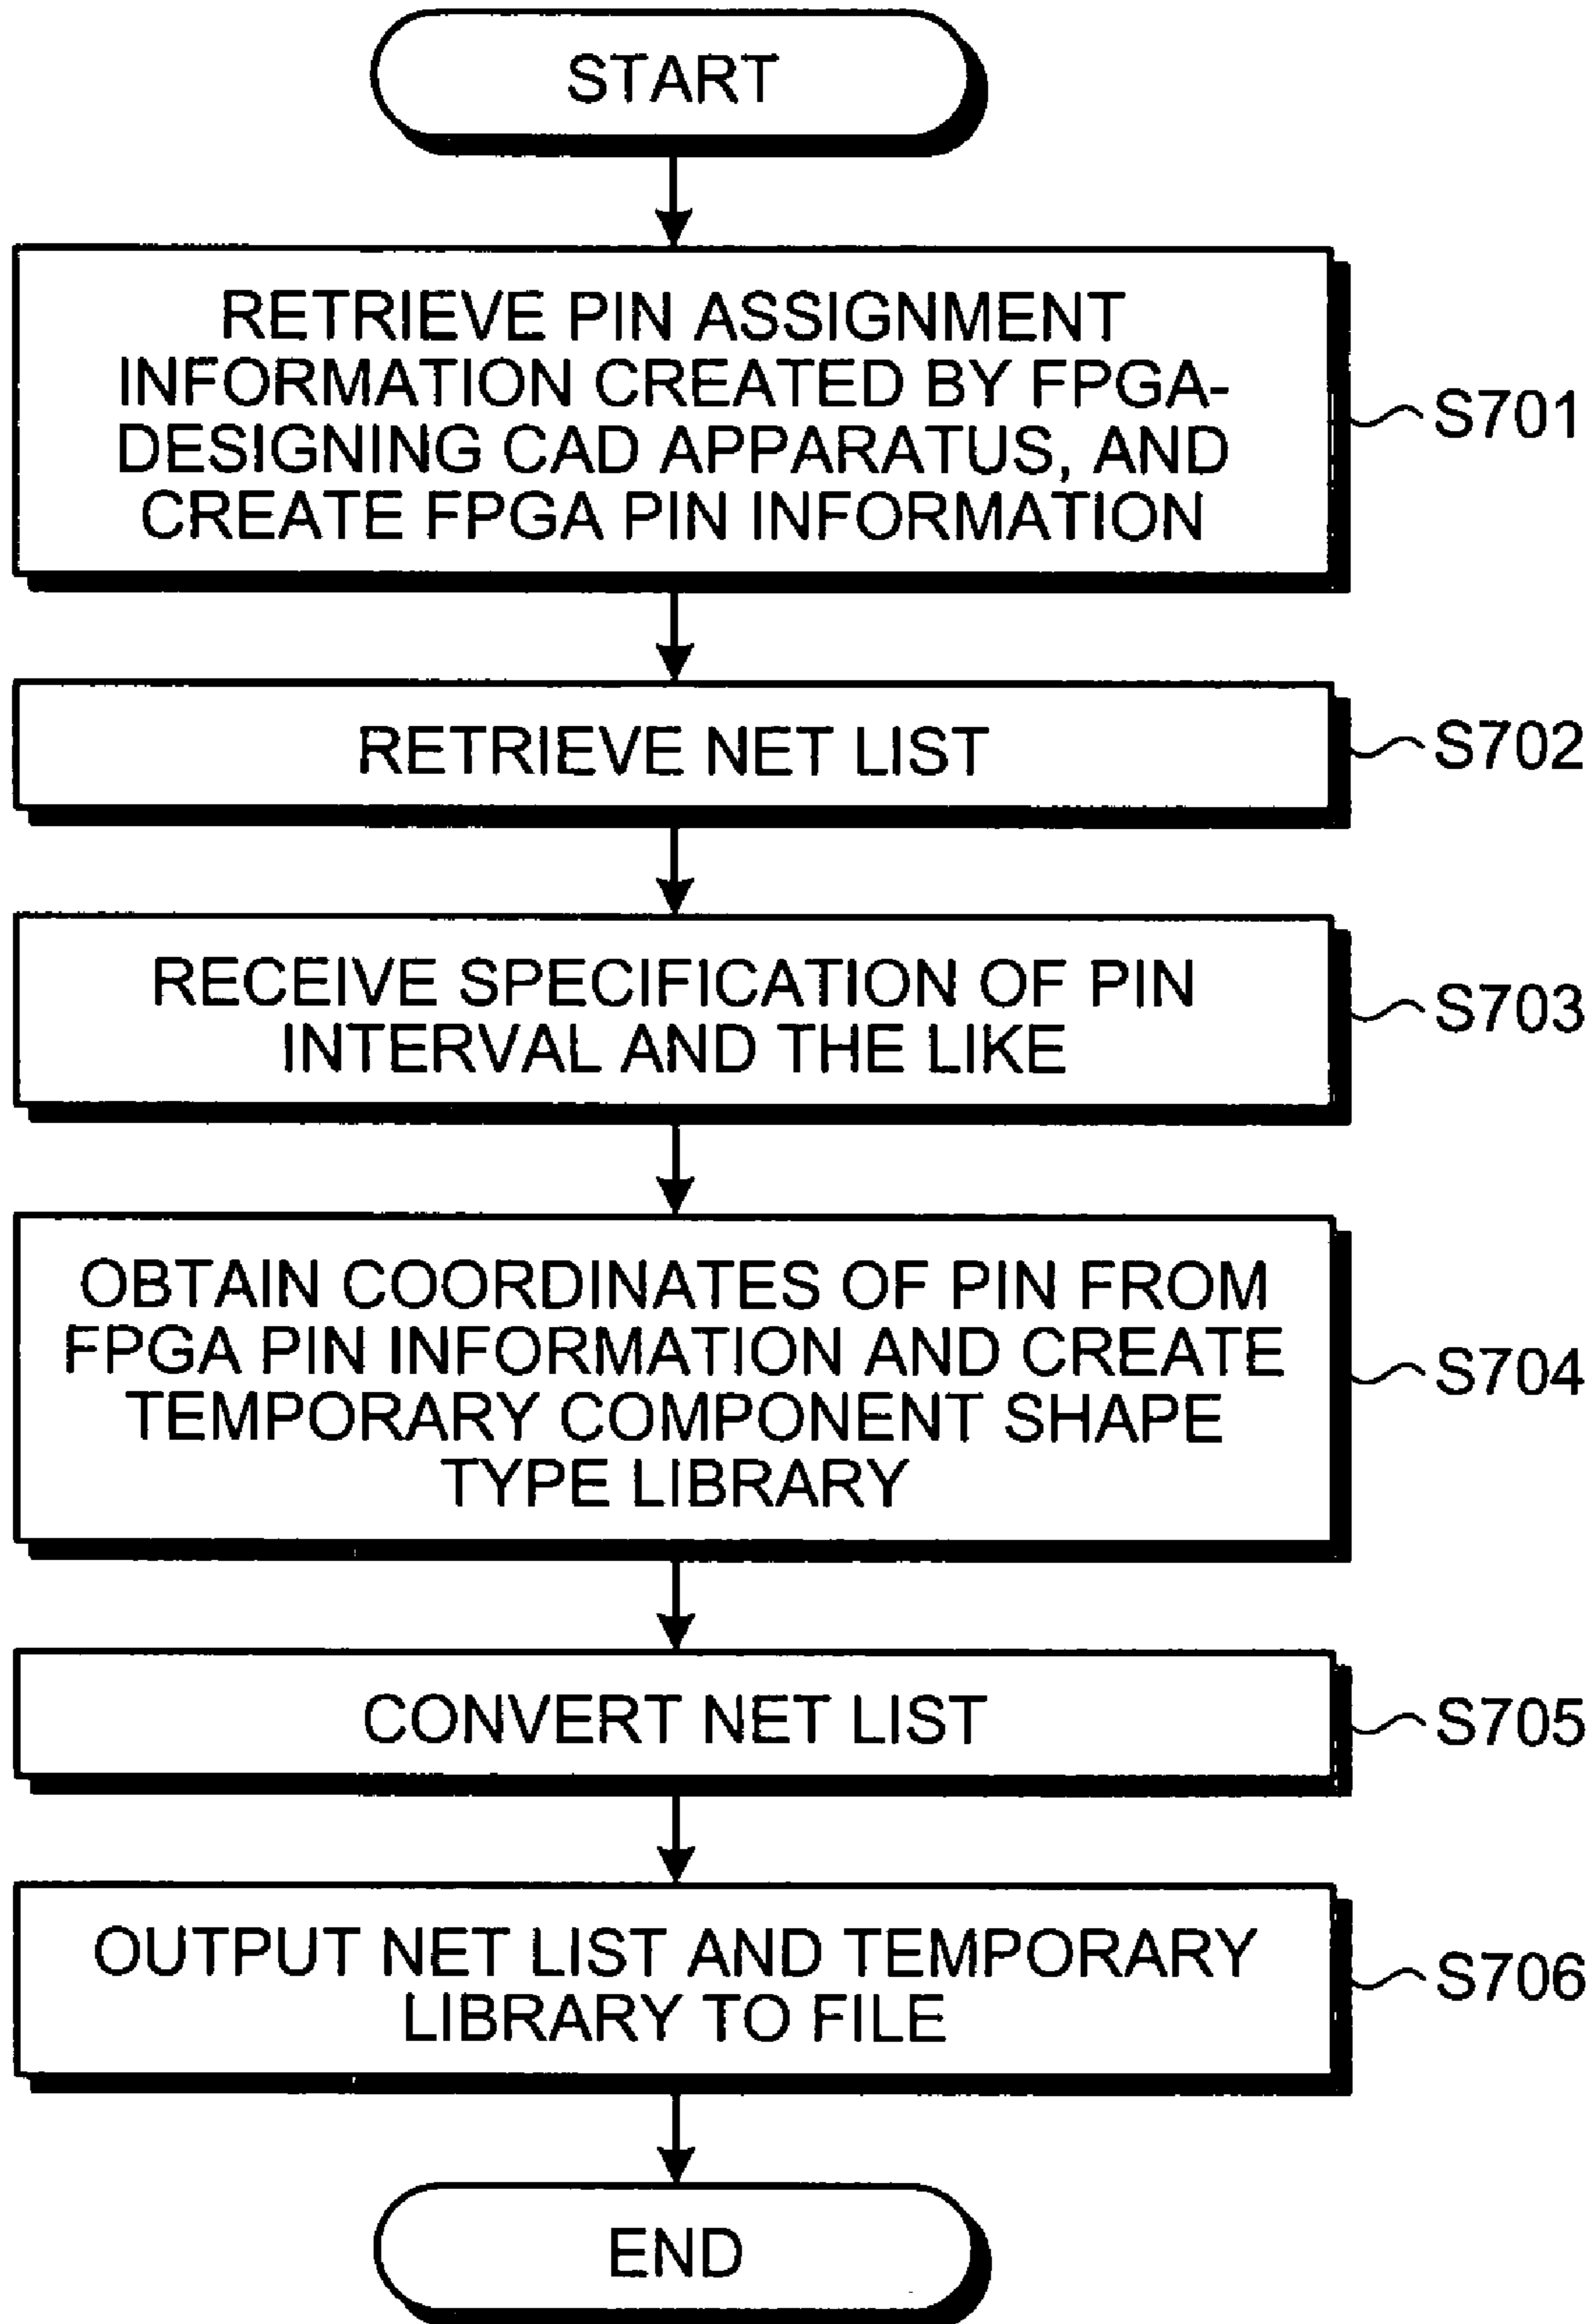 START
RETRIEVE PIN ASSIGNMENT
INFORMATION CREATED BY FPGA-
DESIGNING CAD APPARATUS, AND
CREATE FPGA PIN INFORMATION
S701
RETRIEVE NET LIST
S702
RECEIVE SPECIFICATION OF PIN
INTERVAL AND THE LIKE
S703
OBTAIN COORDINATES OF PIN FROM
FPGA PIN INFORMATION AND CREATE
TEMPORARY COMPONENT SHAPE
TYPE LIBRARY
S704
CONVERT NET LIST
S705
OUTPUT NET LIST AND TEMPORARY
LIBRARY TO FILE
S706
END